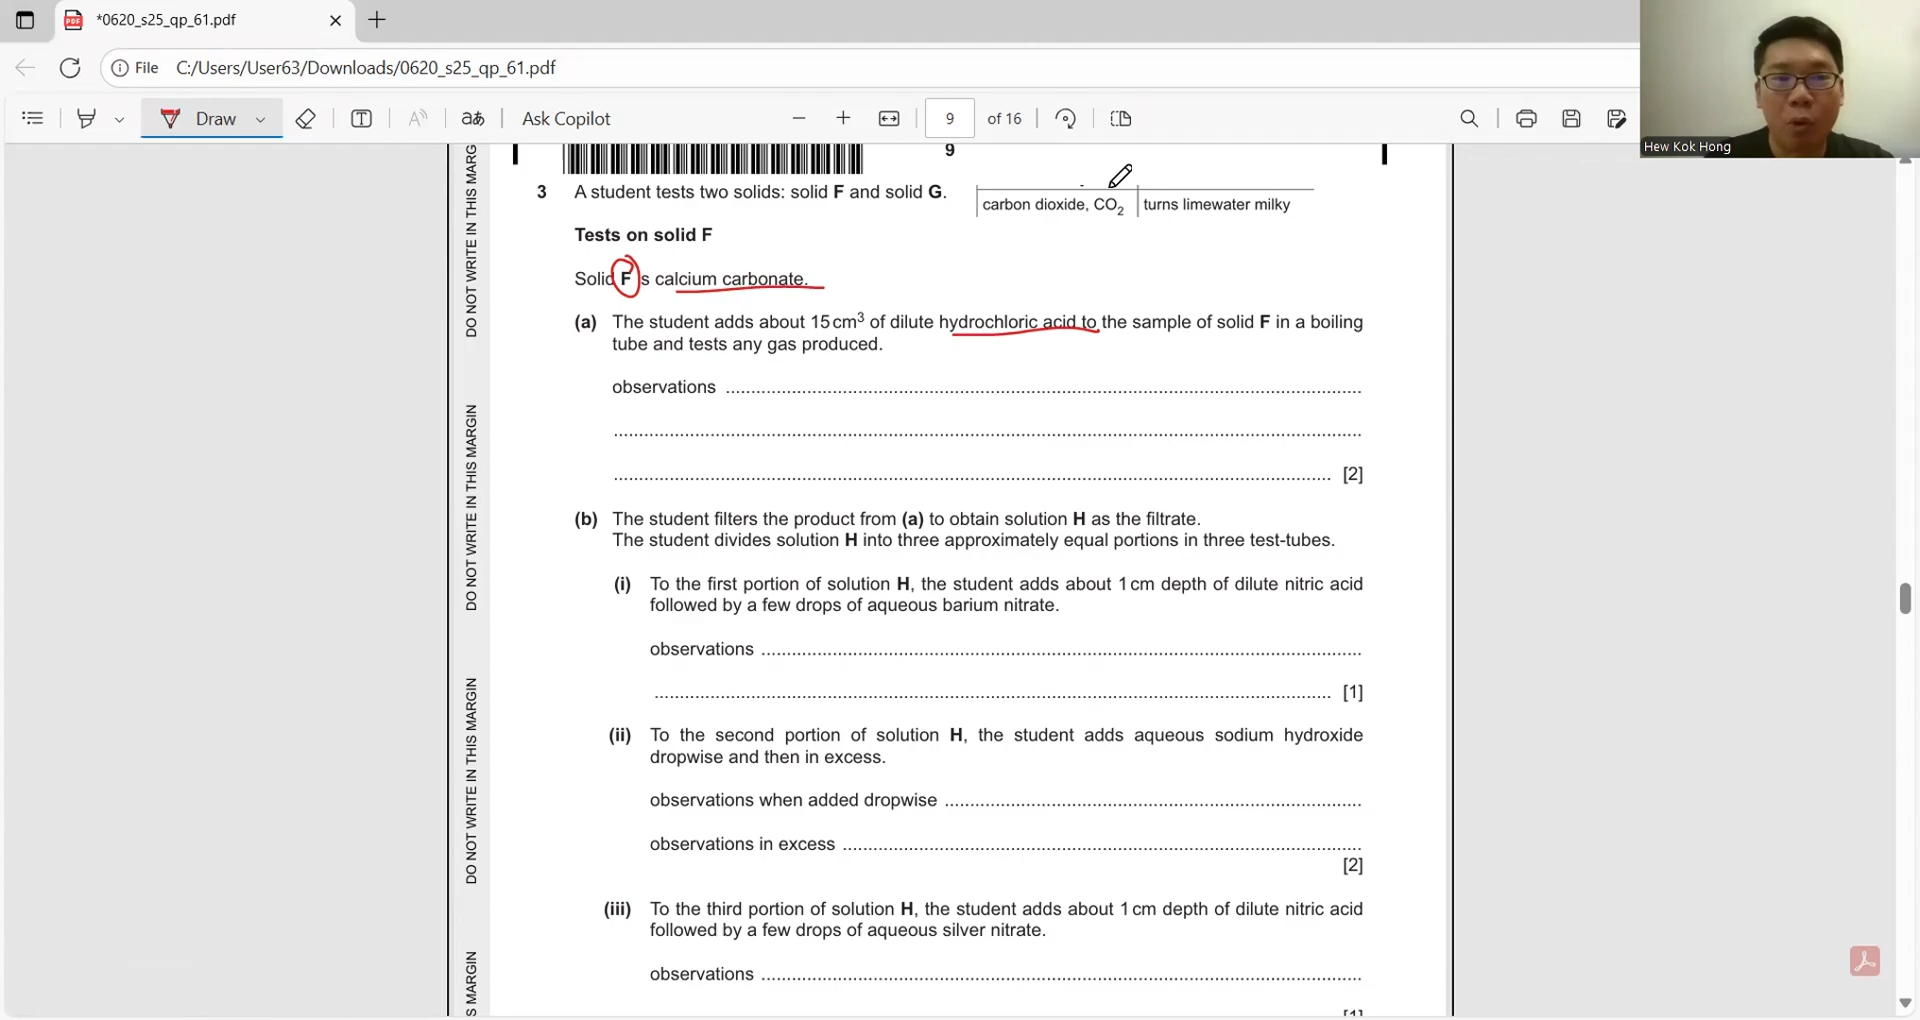 *0620_s25_qp_61.pdf
File C:/Users/User63/Downloads/0620_s25_qp_61.pdf
Draw
aあ
Ask Copilot
9 of 16
Hew Kok Hong
9
3 A student tests two solids: solid F and solid G.
carbon dioxide, CO₂ turns limewater milky
Tests on solid F
Solid F is calcium carbonate.
(a) The student adds about 15 cm³ of dilute hydrochloric acid to the sample of solid F in a boiling
tube and tests any gas produced.
observations ....................
....................
.................... [2]
(b) The student filters the product from (a) to obtain solution H as the filtrate.
The student divides solution H into three approximately equal portions in three test-tubes.
(i) To the first portion of solution H, the student adds about 1 cm depth of dilute nitric acid
followed by a few drops of aqueous barium nitrate.
observations ....................
.................... [1]
(ii) To the second portion of solution H, the student adds aqueous sodium hydroxide
dropwise and then in excess.
observations when added dropwise ....................
observations in excess ....................
[2]
(iii) To the third portion of solution H, the student adds about 1 cm depth of dilute nitric acid
followed by a few drops of aqueous silver nitrate.
observations ....................
DO NOT WRITE IN THIS MARGIN
DO NOT WRITE IN THIS MARGIN
DO NOT WRITE IN THIS MARGIN
S MARGIN